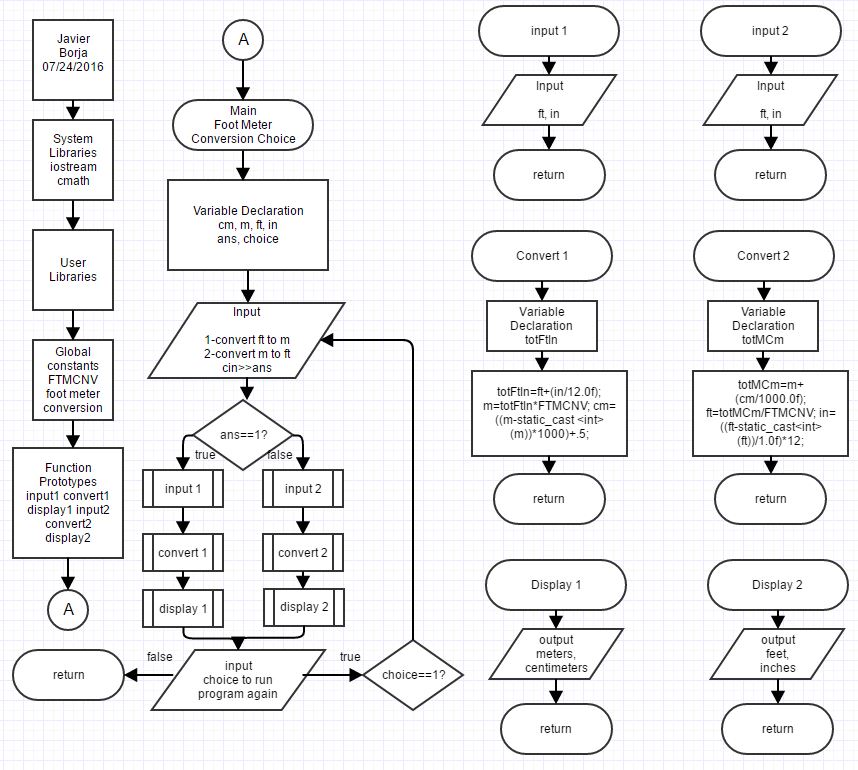 Javier
Borja
07/24/2016
System
Libraries
iostream
cmath
User
Libraries
Global
constants
FTMCNV
foot meter
conversion
Function
Prototypes
input1 convert1
display1 input2
convert2
display2
A
A
Main
Foot Meter
Conversion Choice
Variable Declaration
cm, m, ft, in
ans, choice
Input
1-convert ft to m
2-convert m to ft
cin>>ans
ans==1?
true
false
input 1
input 2
convert 1
convert 2
display 1
display 2
input
choice to run
program again
false
return
true
choice==1?
input 1
Input
ft, in
return
input 2
Input
ft, in
return
Convert 1
Variable
Declaration
totFtIn
totFtIn=ft+(in/12.0f);
m=totFtIn*FTMCNV; cm=
((m-static_cast <int>
(m))*1000)+.5;
return
Convert 2
Variable
Declaration
totMCm
totMCm=m+
(cm/1000.0f);
ft=totMCm/FTMCNV; in=
((ft-static_cast<int>
(ft))/1.0f)*12;
return
Display 1
output
meters,
centimeters
return
Display 2
output
feet,
inches
return